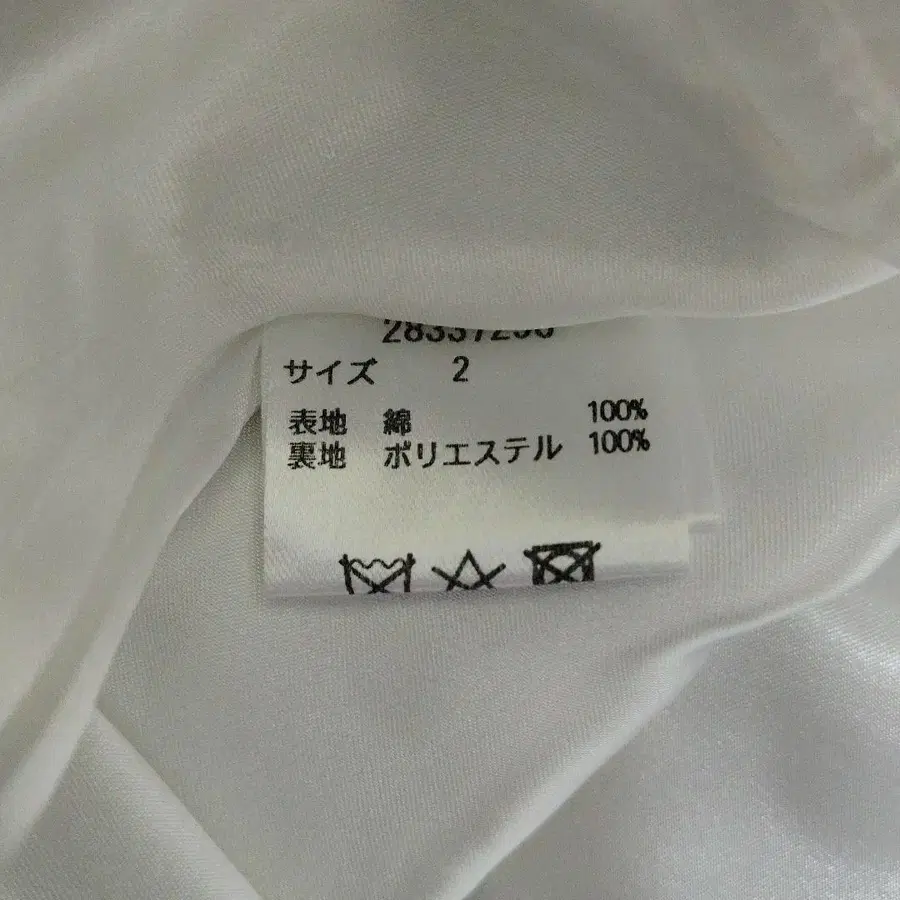 サイズ 2
表地 綿 100%
裏地 ポリエステル 100%